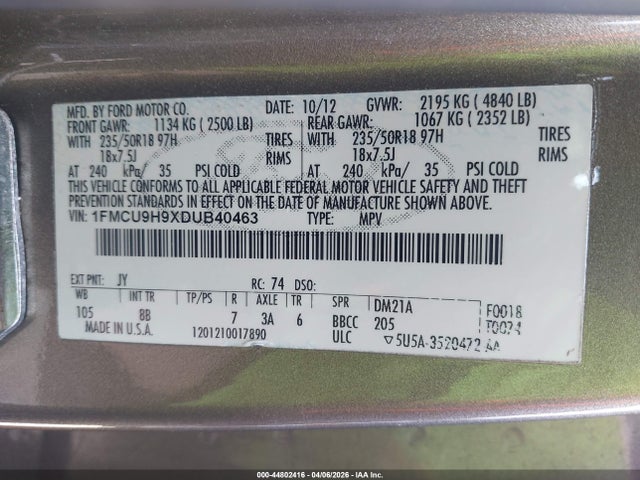 MFD. BY FORD MOTOR CO. DATE: 10/12 GVWR: 2195 KG ( 4840 LB)
FRONT GAWR: 1134 KG ( 2500 LB) REAR GAWR: 1067 KG ( 2352 LB)
WITH 235/50R18 97H TIRES WITH 235/50R18 97H TIRES
18x7.5J RIMS 18x7.5J RIMS
AT 240 kPa/ 35 PSI COLD AT 240 kPa/ 35 PSI COLD
THIS VEHICLE CONFORMS TO ALL APPLICABLE FEDERAL MOTOR VEHICLE SAFETY AND THEFT
PREVENTION STANDARDS IN EFFECT ON THE DATE OF MANUFACTURE SHOWN ABOVE.
VIN: 1FMCU9H9XDUB40463 TYPE: MPV
EXT PNT: JY RC: 74 DSO:
WB INT TR TP/PS R AXLE TR SPR DM21A F0018
105 8B 7 3A 6 BBCC 205 T0074
MADE IN U.S.A. 1201210017890 ULC ▽5U5A-3520472 AA
000-44802416 | 04/06/2026 - IAA Inc.